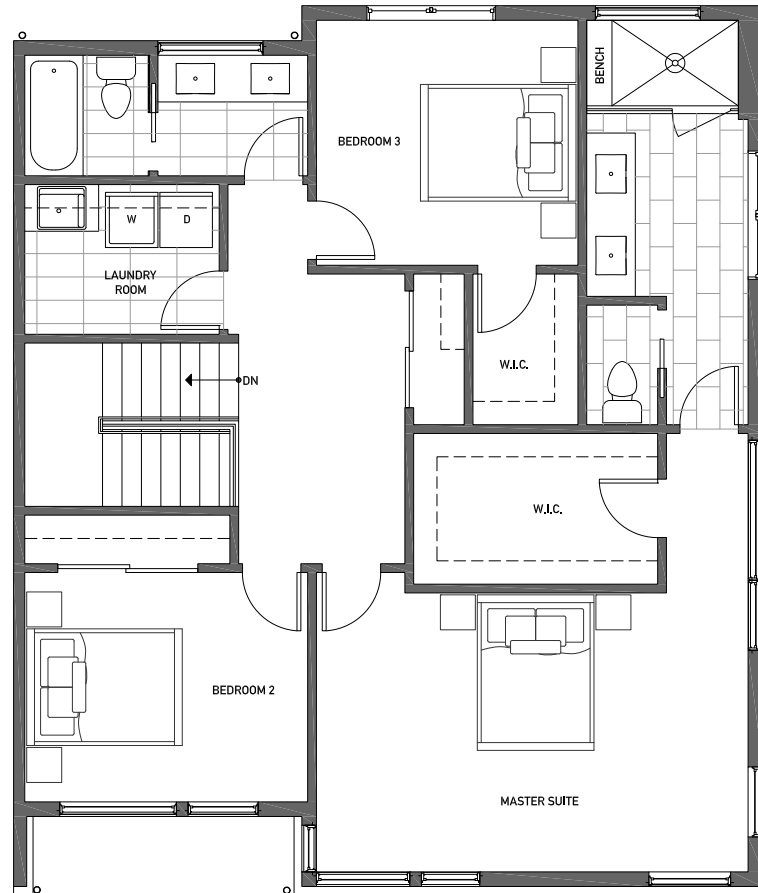 BENCH
BEDROOM 3
W
D
LAUNDRY
ROOM
W.I.C.
DN
W.I.C.
BEDROOM 2
MASTER SUITE